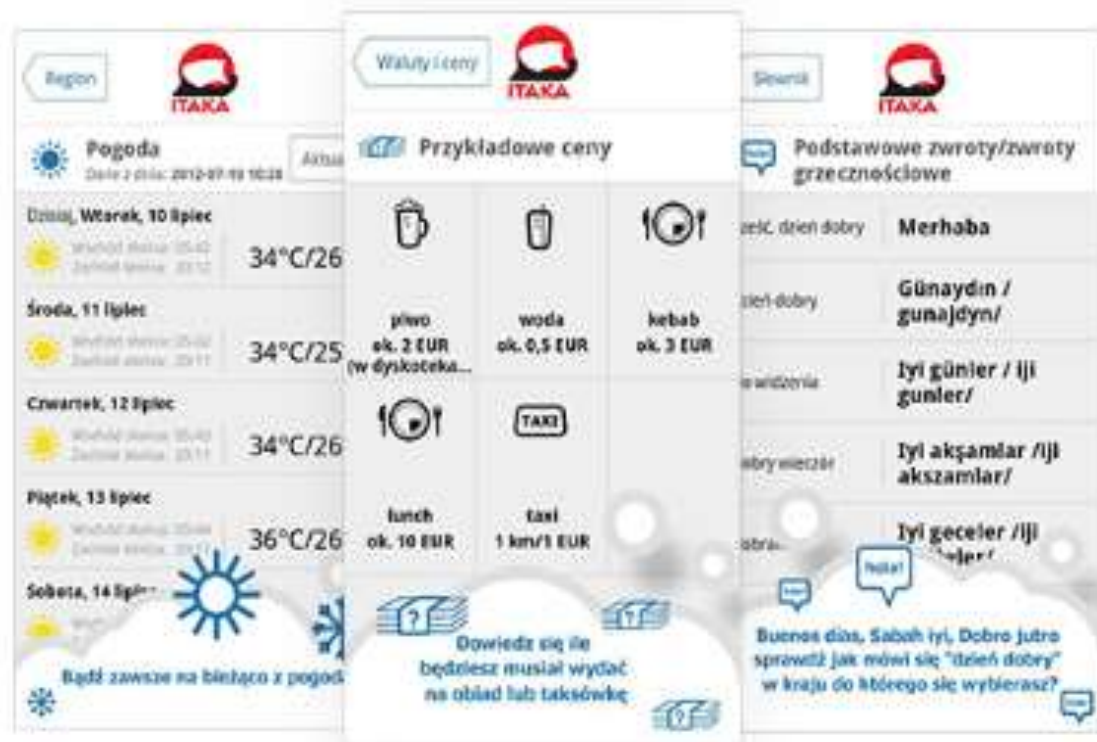 Region
ITAKA
Pogoda
Dane z dnia: 2012-07-10 10:28
Dzisiaj, Wtorek, 10 lipiec
34°C/26
Środa, 11 lipiec
34°C/25
Czwartek, 12 lipiec
34°C/26
Piątek, 13 lipiec
36°C/26
Sobota, 14
Bądź zawsze na bieżąco z pogod
Waluty i ceny
ITAKA
Przykładowe ceny
piwo
ok. 2 EUR
(w dyskoteka...
woda
ok. 0,5 EUR
kebab
ok. 3 EUR
TAXI
lunch
ok. 10 EUR
taxi
1 km/1 EUR
Dowiedz się ile
będziesz musiał wydać
na obiad lub taksówkę
Słownik
ITAKA
Podstawowe zwroty/zwroty
grzecznościowe
dzień dobry
Merhaba
dobry
Günaydın /
gunajdyn/
widzenia
Iyi günler / iji
gunler/
wieczór
Iyi akşamlar /iji
akszamlar/
Iyi geceler /iji
Hola!
Buenos dias, Sabah iyi, Dobro jutro
sprawdź jak mówi się "dzień dobry"
w kraju do którego się wybierasz?